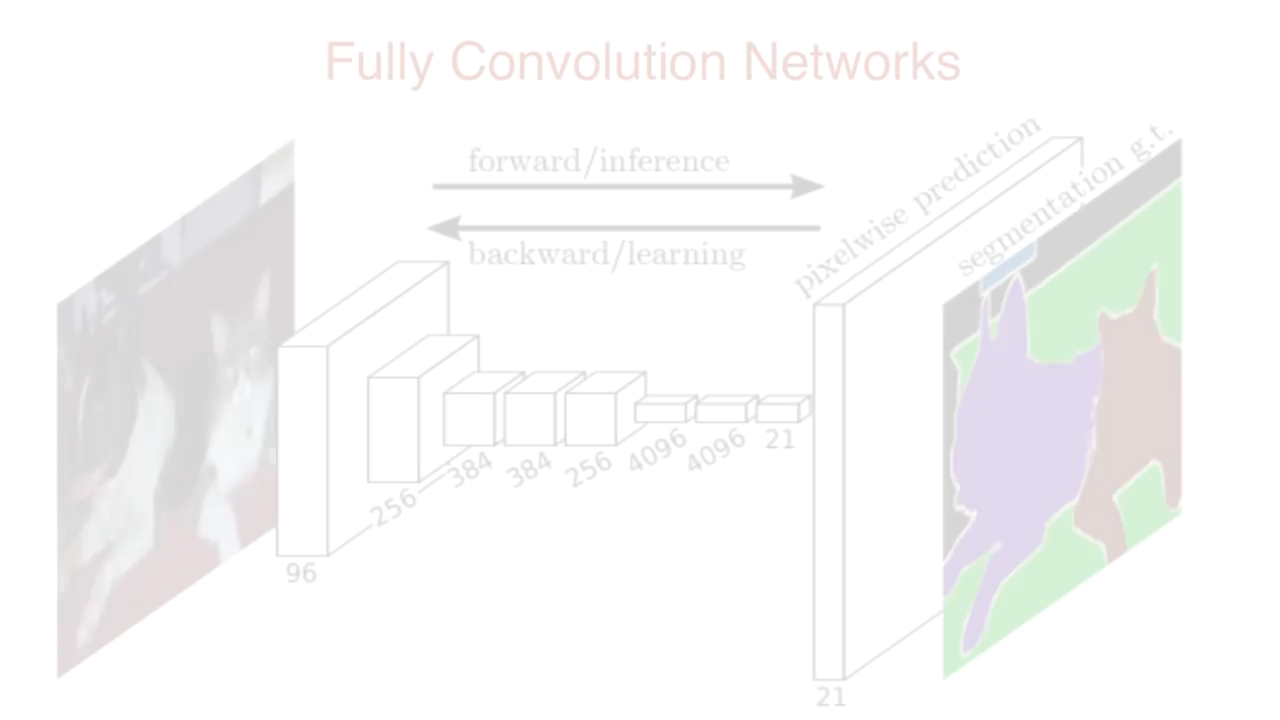 Fully Convolution Networks
forward/inference
backward/learning
pixelwise prediction
segmentation g.t.
96
256
384
384
256
4096
4096
21
21